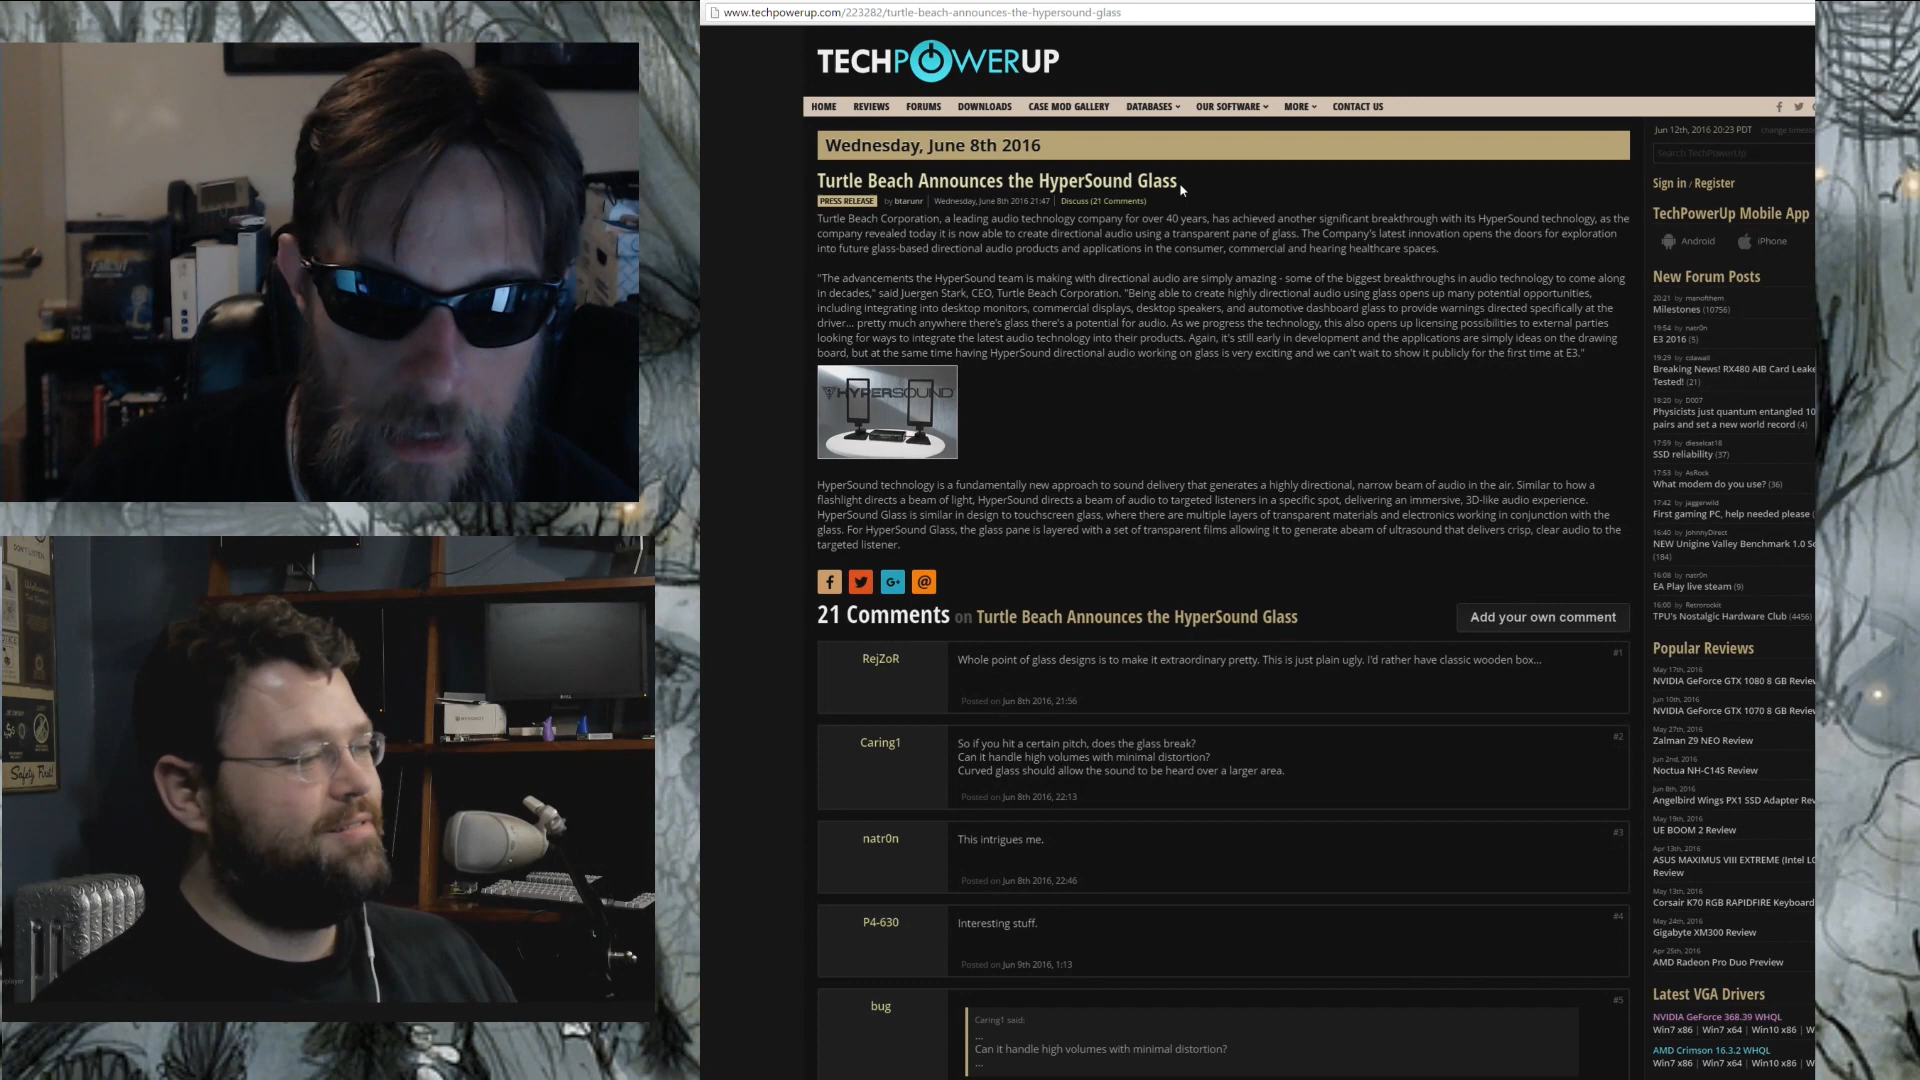 www.techpowerup.com/223282/turtle-beach-announces-the-hypersound-glass
TECHPOWERUP
HOME REVIEWS FORUMS DOWNLOADS CASE MOD GALLERY DATABASES OUR SOFTWARE MORE CONTACT US
Wednesday, June 8th 2016
Turtle Beach Announces the HyperSound Glass
PRESS RELEASE by btarunr Wednesday, June 8th 2016 21:47 Discuss (21 Comments)
Turtle Beach Corporation, a leading audio technology company for over 40 years, has achieved another significant breakthrough with its HyperSound technology, as the
company revealed today it is now able to create directional audio using a transparent pane of glass. The Company's latest innovation opens the doors for exploration
into future glass-based directional audio products and applications in the consumer, commercial and hearing healthcare spaces.
"The advancements the HyperSound team is making with directional audio are simply amazing - some of the biggest breakthroughs in audio technology to come along
in decades," said Juergen Stark, CEO, Turtle Beach Corporation. "Being able to create highly directional audio using glass opens up many potential opportunities,
including integrating into desktop monitors, commercial displays, desktop speakers, and automotive dashboard glass to provide warnings directed specifically at the
driver... pretty much anywhere there's glass there's a potential for audio. As we progress the technology, this also opens up licensing possibilities to external parties
looking for ways to integrate the latest audio technology into their products. Again, it's still early in development and the applications are simply ideas on the drawing
board, but at the same time having HyperSound directional audio working on glass is very exciting and we can't wait to show it publicly for the first time at E3."
HYPERSOUND
HyperSound technology is a fundamentally new approach to sound delivery that generates a highly directional, narrow beam of audio in the air. Similar to how a
flashlight directs a beam of light, HyperSound directs a beam of audio to targeted listeners in a specific spot, delivering an immersive, 3D-like audio experience.
HyperSound Glass is similar in design to touchscreen glass, where there are multiple layers of transparent materials and electronics working in conjunction with the
glass. For HyperSound Glass, the glass pane is layered with a set of transparent films allowing it to generate abeam of ultrasound that delivers crisp, clear audio to the
targeted listener.
21 Comments on Turtle Beach Announces the HyperSound Glass
Add your own comment
RejZoR
#1
Whole point of glass designs is to make it extraordinary pretty. This is just plain ugly. I'd rather have classic wooden box...
Posted on Jun 8th 2016, 21:56
Caring1
#2
So if you hit a certain pitch, does the glass break?
Can it handle high volumes with minimal distortion?
Curved glass should allow the sound to be heard over a larger area.
Posted on Jun 8th 2016, 22:13
natr0n
#3
This intrigues me.
Posted on Jun 8th 2016, 22:46
P4-630
#4
Interesting stuff.
Posted on Jun 9th 2016, 1:13
bug
#5
Caring1 said:
...
Can it handle high volumes with minimal distortion?
...
Jun 12th, 2016 20:23 PDT change timezo
Search TechPowerUp
Sign in / Register
TechPowerUp Mobile App
Android iPhone
New Forum Posts
20:21 by manofthem
Milestones (10756)
19:54 by natr0n
E3 2016 (5)
19:29 by cdawall
Breaking News! RX480 AIB Card Leake
Tested! (21)
18:20 by D007
Physicists just quantum entangled 10
pairs and set a new world record (4)
17:59 by dieselcat18
SSD reliability (37)
17:53 by AsRock
What modem do you use? (36)
17:42 by jaggerwild
First gaming PC, help needed please (
16:40 by JohnnyDirect
NEW Unigine Valley Benchmark 1.0 Sc
(184)
16:08 by natr0n
EA Play live steam (9)
16:00 by Retrorockit
TPU's Nostalgic Hardware Club (4456)
Popular Reviews
May 17th, 2016
NVIDIA GeForce GTX 1080 8 GB Review
Jun 10th, 2016
NVIDIA GeForce GTX 1070 8 GB Review
May 27th, 2016
Zalman Z9 NEO Review
Jun 2nd, 2016
Noctua NH-C14S Review
Jun 8th, 2016
Angelbird Wings PX1 SSD Adapter Rev
May 19th, 2016
UE BOOM 2 Review
Apr 13th, 2016
ASUS MAXIMUS VIII EXTREME (Intel LG
Review
May 13th, 2016
Corsair K70 RGB RAPIDFIRE Keyboard
May 24th, 2016
Gigabyte XM300 Review
Apr 25th, 2016
AMD Radeon Pro Duo Preview
Latest VGA Drivers
NVIDIA GeForce 368.39 WHQL
Win7 x86 | Win7 x64 | Win10 x86 | W
AMD Crimson 16.3.2 WHQL
Win7 x86 | Win7 x64 | Win10 x86 | W
Fallout
DON'T LISTEN
Safety First!
DELL